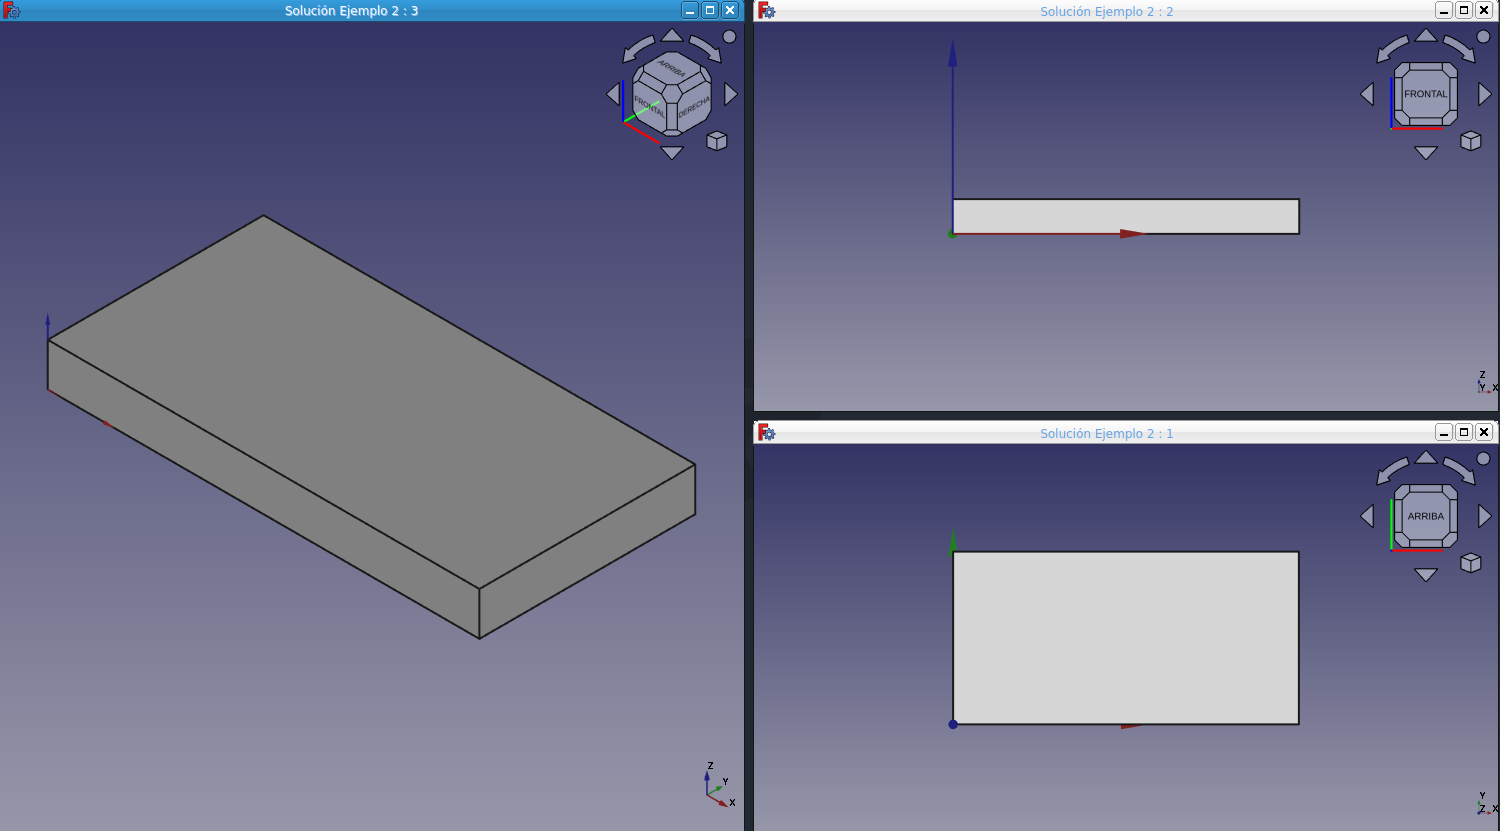 Solución Ejemplo 2 : 3
ARRIBA
FRONTAL
DERECHA
Z
Y
X
Solución Ejemplo 2 : 2
FRONTAL
Z
Y X
Solución Ejemplo 2 : 1
ARRIBA
Y
Z X